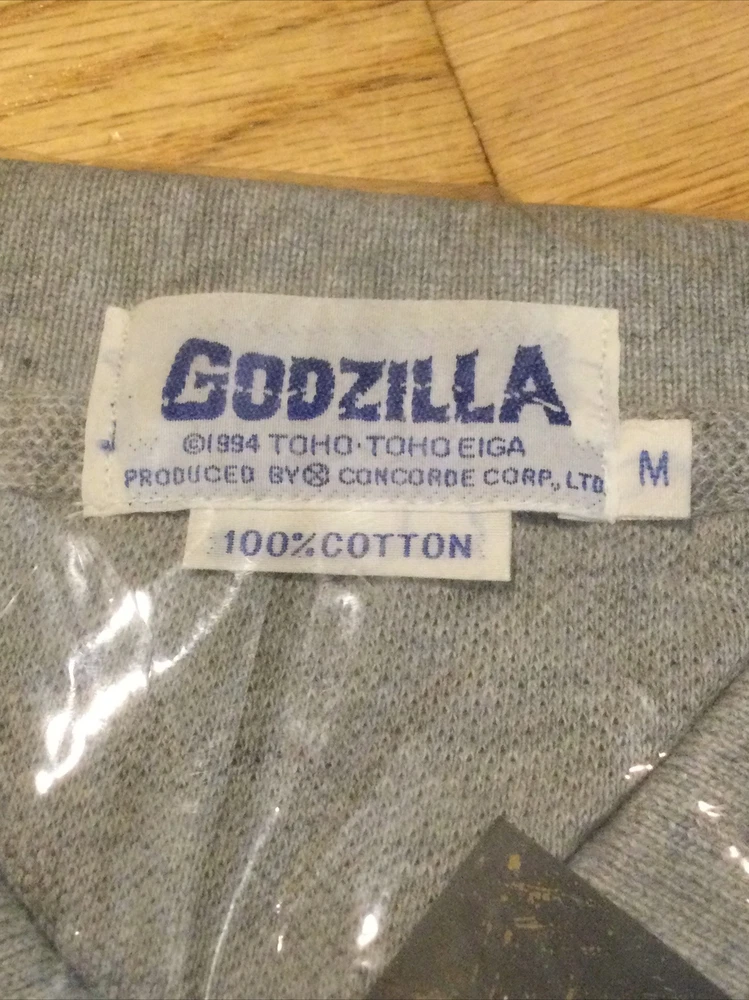 GODZILLA
©1994 TOHO·TOHO EIGA
PRODUCED BY CONCORDE CORP., LTD
M
100%COTTON